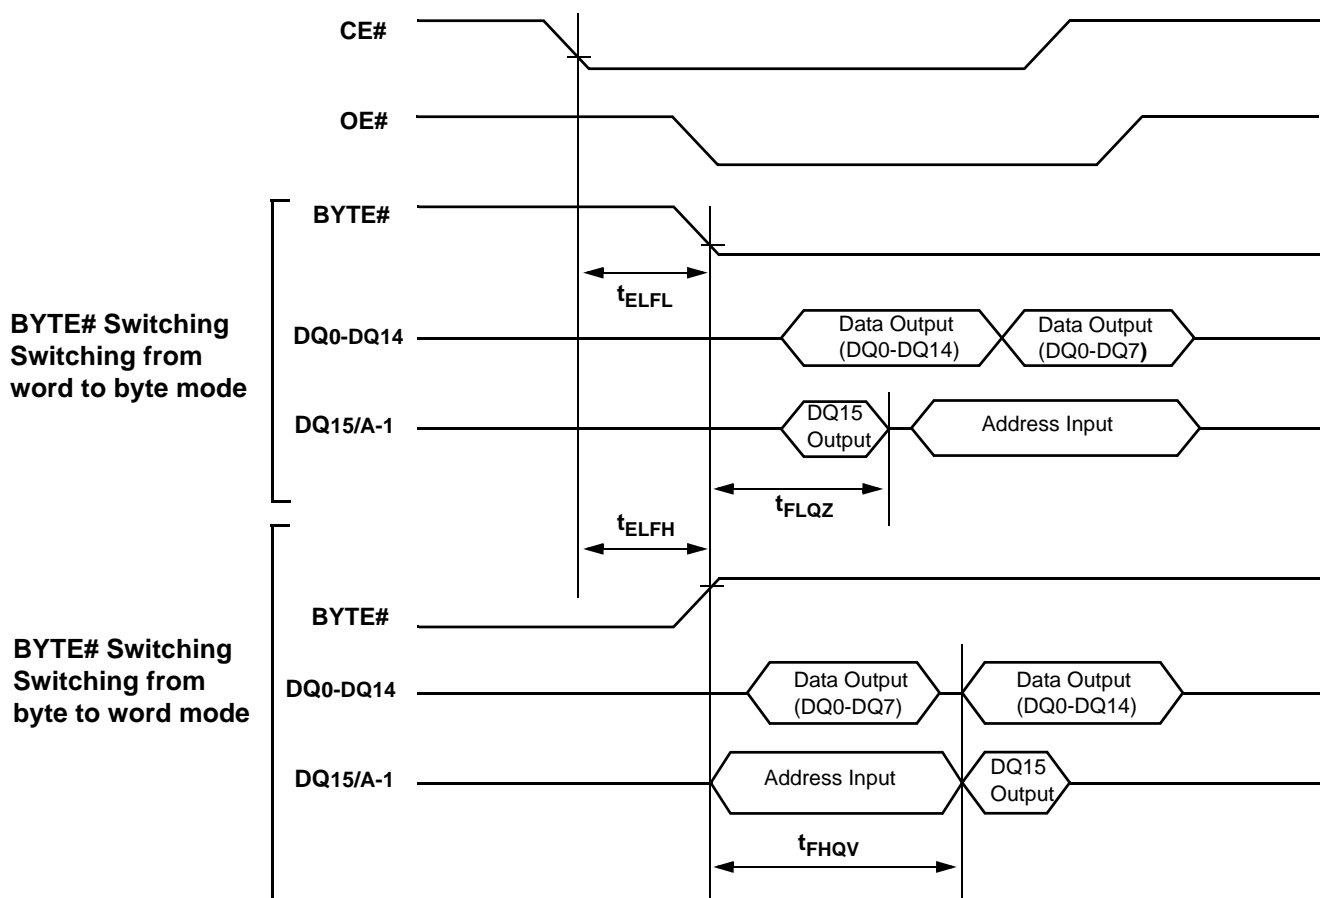 CE#
OE#
BYTE#
tELFL
BYTE# Switching
Switching from
word to byte mode
DQ0-DQ14
Data Output
(DQ0-DQ14)
Data Output
(DQ0-DQ7)
DQ15/A-1
DQ15
Output
Address Input
tFLQZ
tELFH
BYTE#
BYTE# Switching
Switching from
byte to word mode
DQ0-DQ14
Data Output
(DQ0-DQ7)
Data Output
(DQ0-DQ14)
DQ15/A-1
Address Input
DQ15
Output
tFHQV